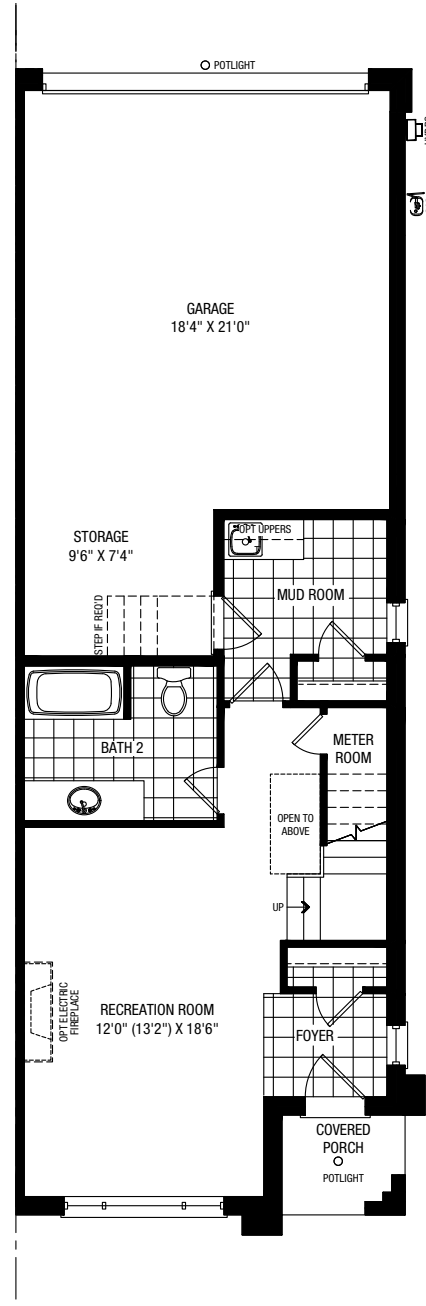 POTLIGHT
HYDRO
GARAGE
18'4" X 21'0"
OPT UPPERS
STORAGE
9'6" X 7'4"
MUD ROOM
STEP IF REQ'D
BATH 2
METER
ROOM
OPEN TO
ABOVE
UP
OPT ELECTRIC
FIREPLACE
RECREATION ROOM
12'0" (13'2") X 18'6"
FOYER
COVERED
PORCH
POTLIGHT